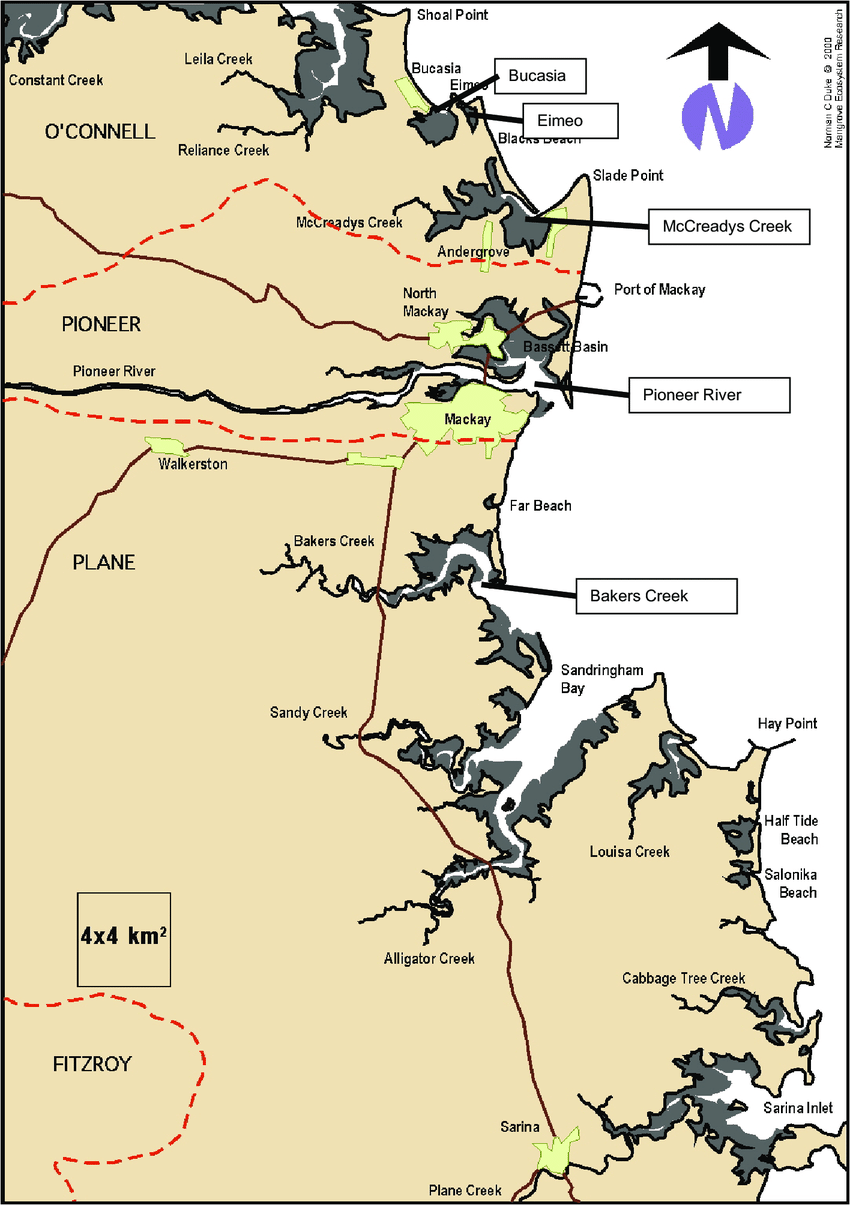 Shoal Point
Norman C Duke © 2000
Mangrove Ecosystem Research
Leila Creek
Constant Creek
Bucasia
Bucasia
Eimeo
Eimeo
O'CONNELL
Blacks Beach
Reliance Creek
Slade Point
McCreadys Creek
McCreadys Creek
Andergrove
Port of Mackay
North
Mackay
PIONEER
Bassett Basin
Pioneer River
Pioneer River
Mackay
Walkerston
Far Beach
Bakers Creek
PLANE
Bakers Creek
Sandringham
Bay
Sandy Creek
Hay Point
Half Tide
Beach
Louisa Creek
Salonika
Beach
4x4 km²
Alligator Creek
Cabbage Tree Creek
FITZROY
Sarina Inlet
Sarina
Plane Creek
N